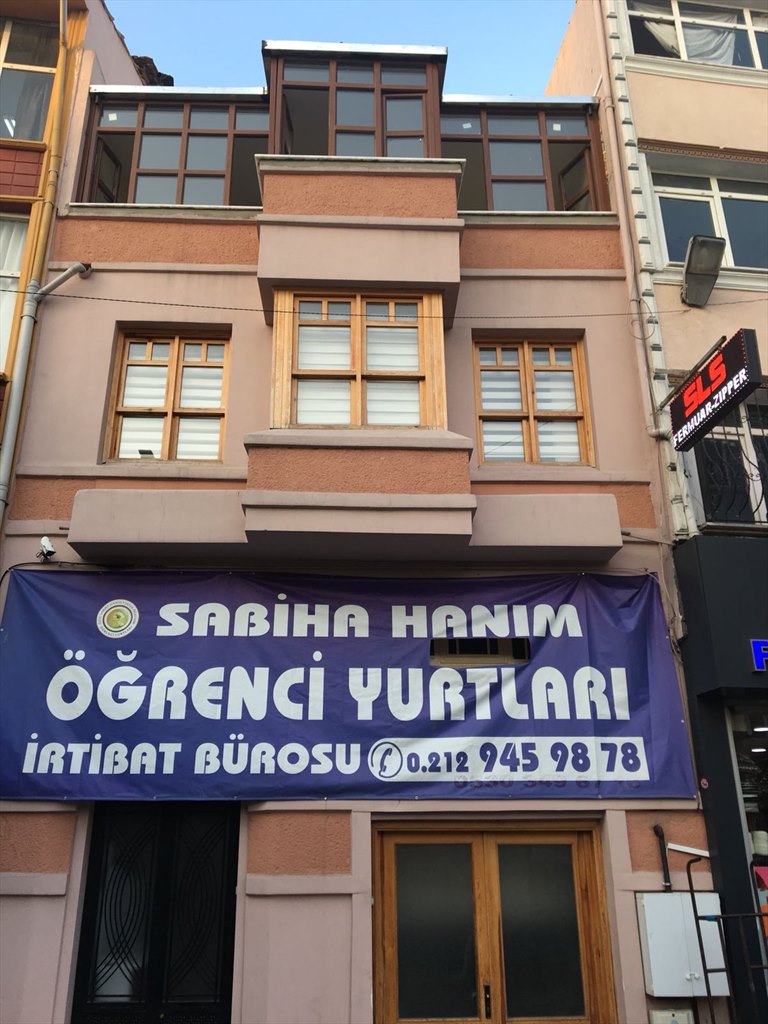 SABİHA HANIM
ÖĞRENCİ YURTLARI
İRTİBAT BÜROSU 0.212 945 98 78
SLS
FERMUAR-ZIPPER
F